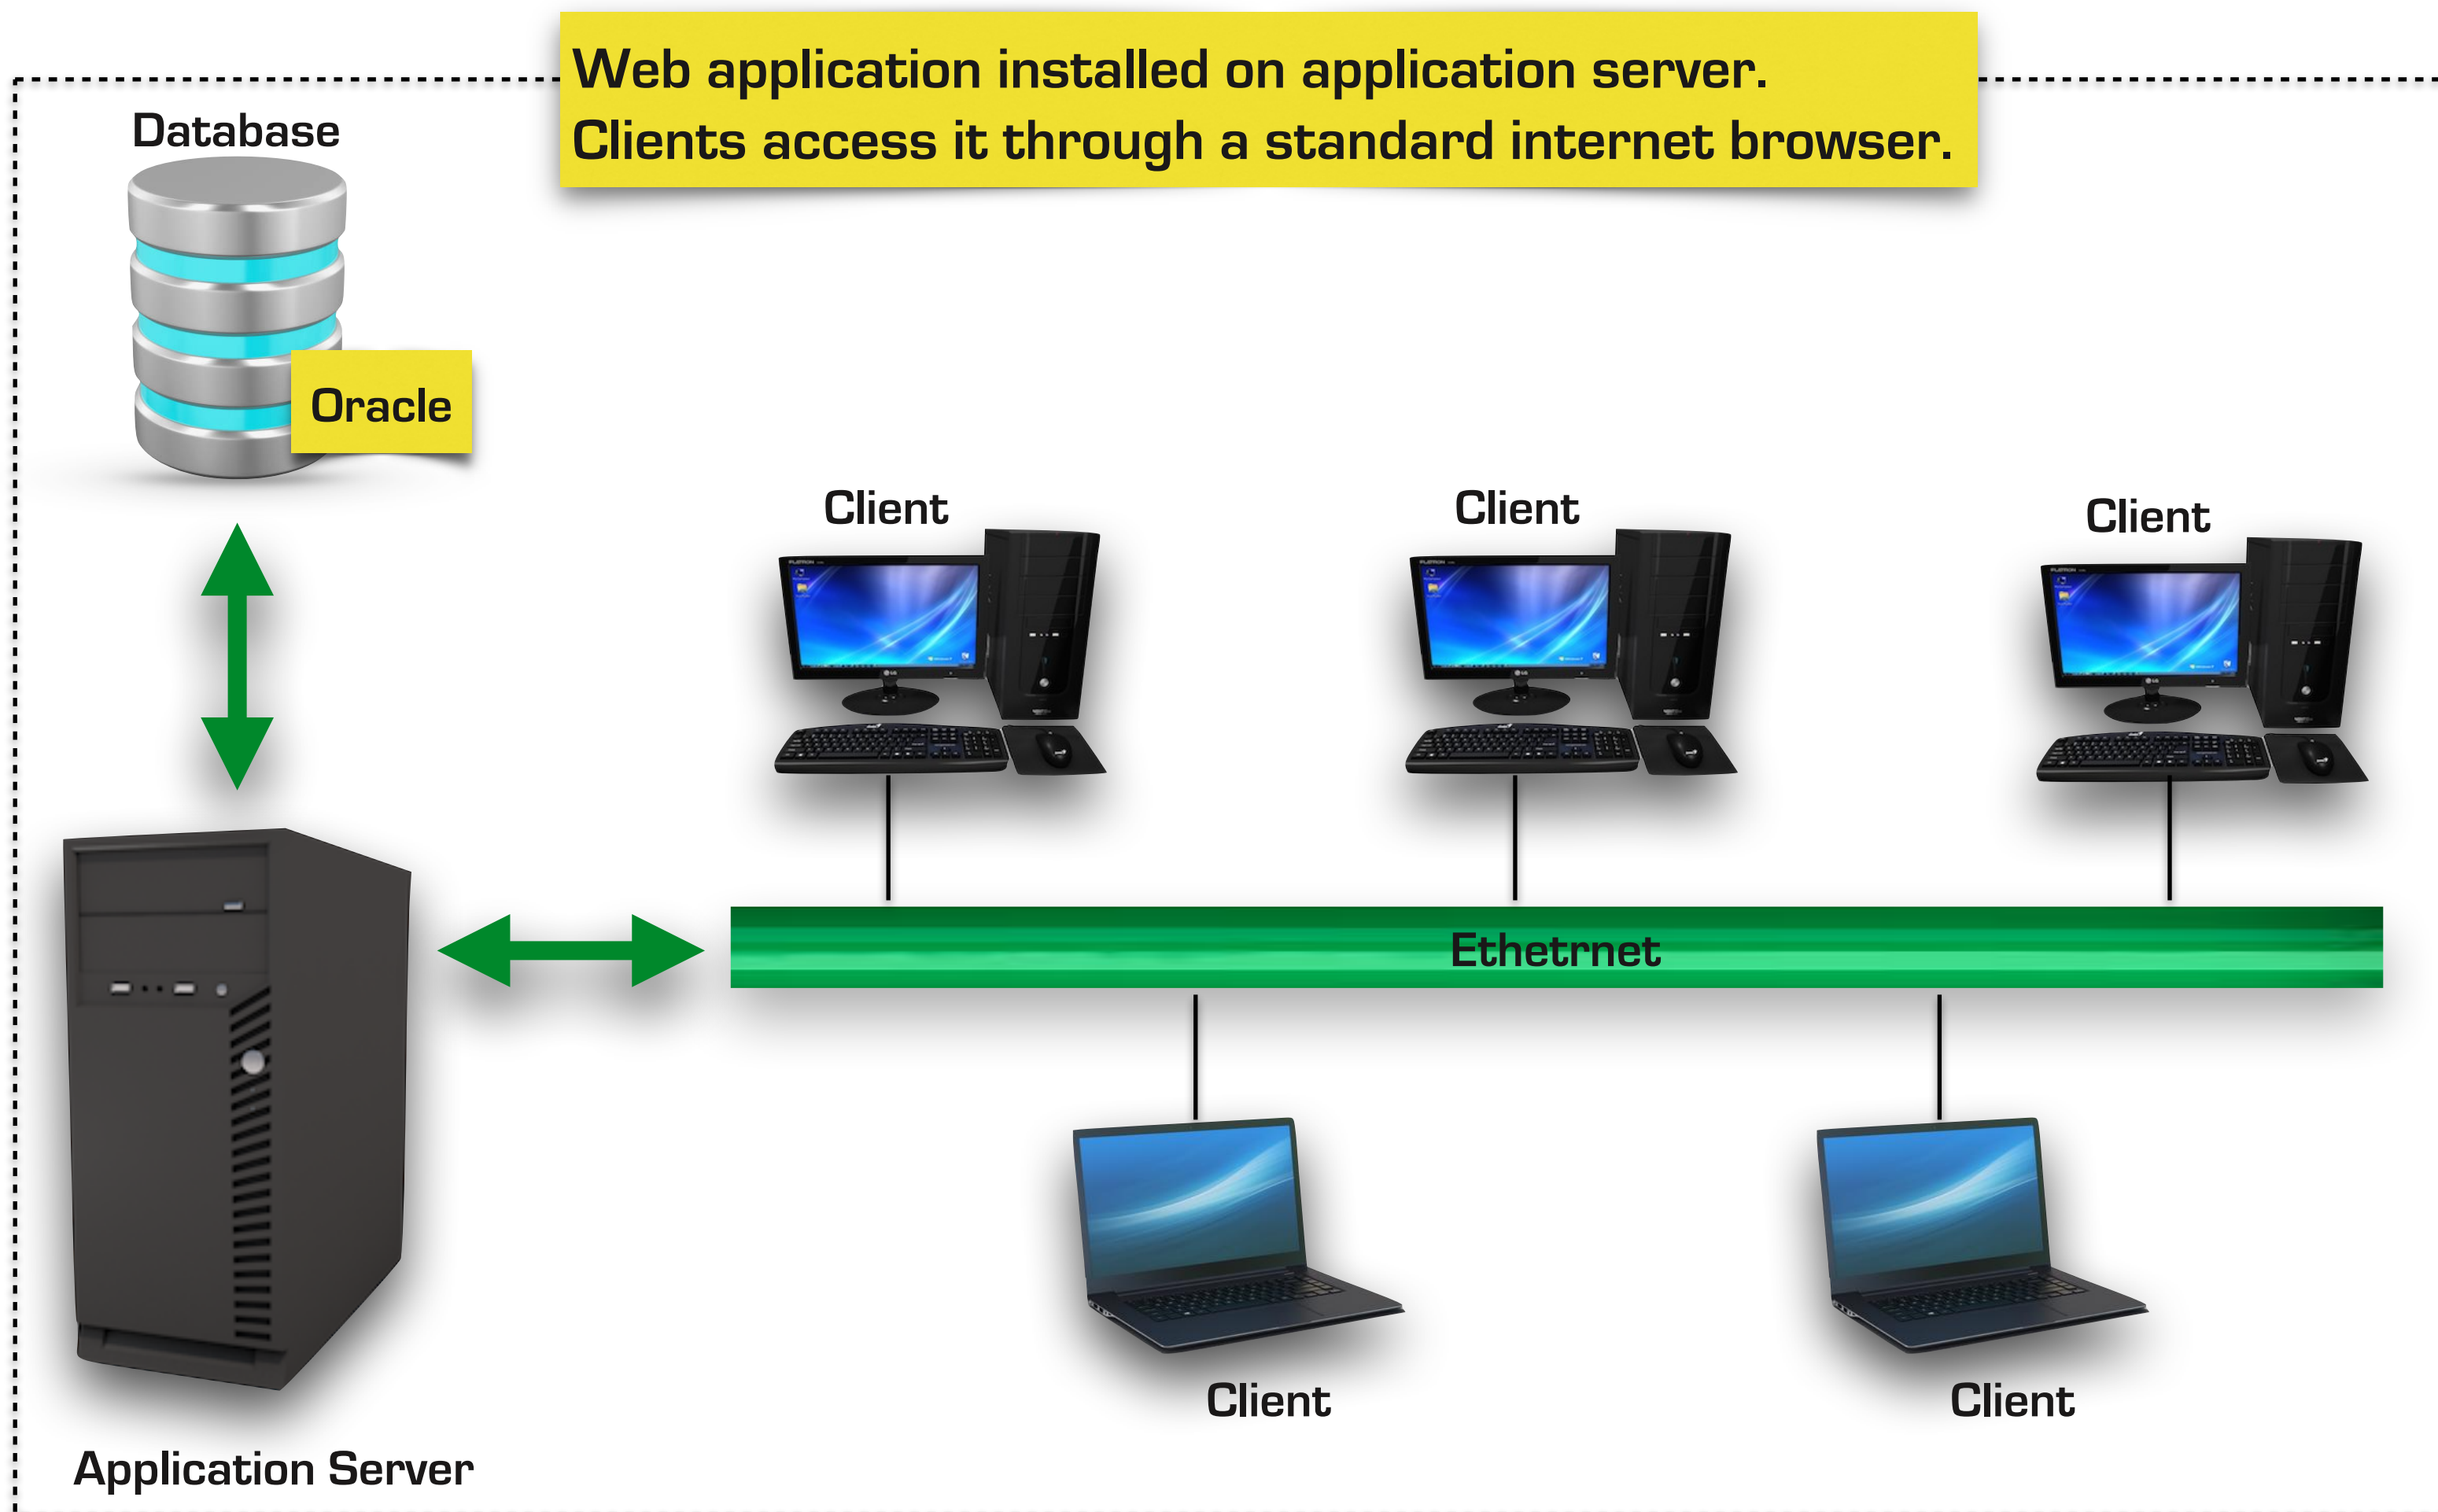 Web application installed on application server.
Clients access it through a standard internet browser.
Database
Oracle
Client
Client
Client
Ethetrnet
Client
Client
Application Server